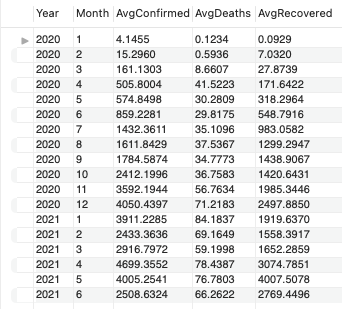 Year Month AvgConfirmed AvgDeaths AvgRecovered
2020 1 4.1455 0.1234 0.0929
2020 2 15.2960 0.5936 7.0320
2020 3 161.1303 8.6607 27.8739
2020 4 505.8004 41.5223 171.6422
2020 5 574.8498 30.2809 318.2964
2020 6 859.2281 29.8175 548.7916
2020 7 1432.3611 35.1096 983.0582
2020 8 1611.8429 37.5367 1299.2947
2020 9 1784.5874 34.7773 1438.9067
2020 10 2412.1996 36.7583 1420.6431
2020 11 3592.1944 56.7634 1985.3446
2020 12 4050.4397 71.2183 2497.8850
2021 1 3911.2285 84.1837 1919.6370
2021 2 2433.3636 69.1649 1558.3917
2021 3 2916.7972 59.1998 1652.2859
2021 4 4699.3552 78.4387 3074.7851
2021 5 4005.2541 76.7803 4007.5078
2021 6 2508.6324 66.2622 2769.4496